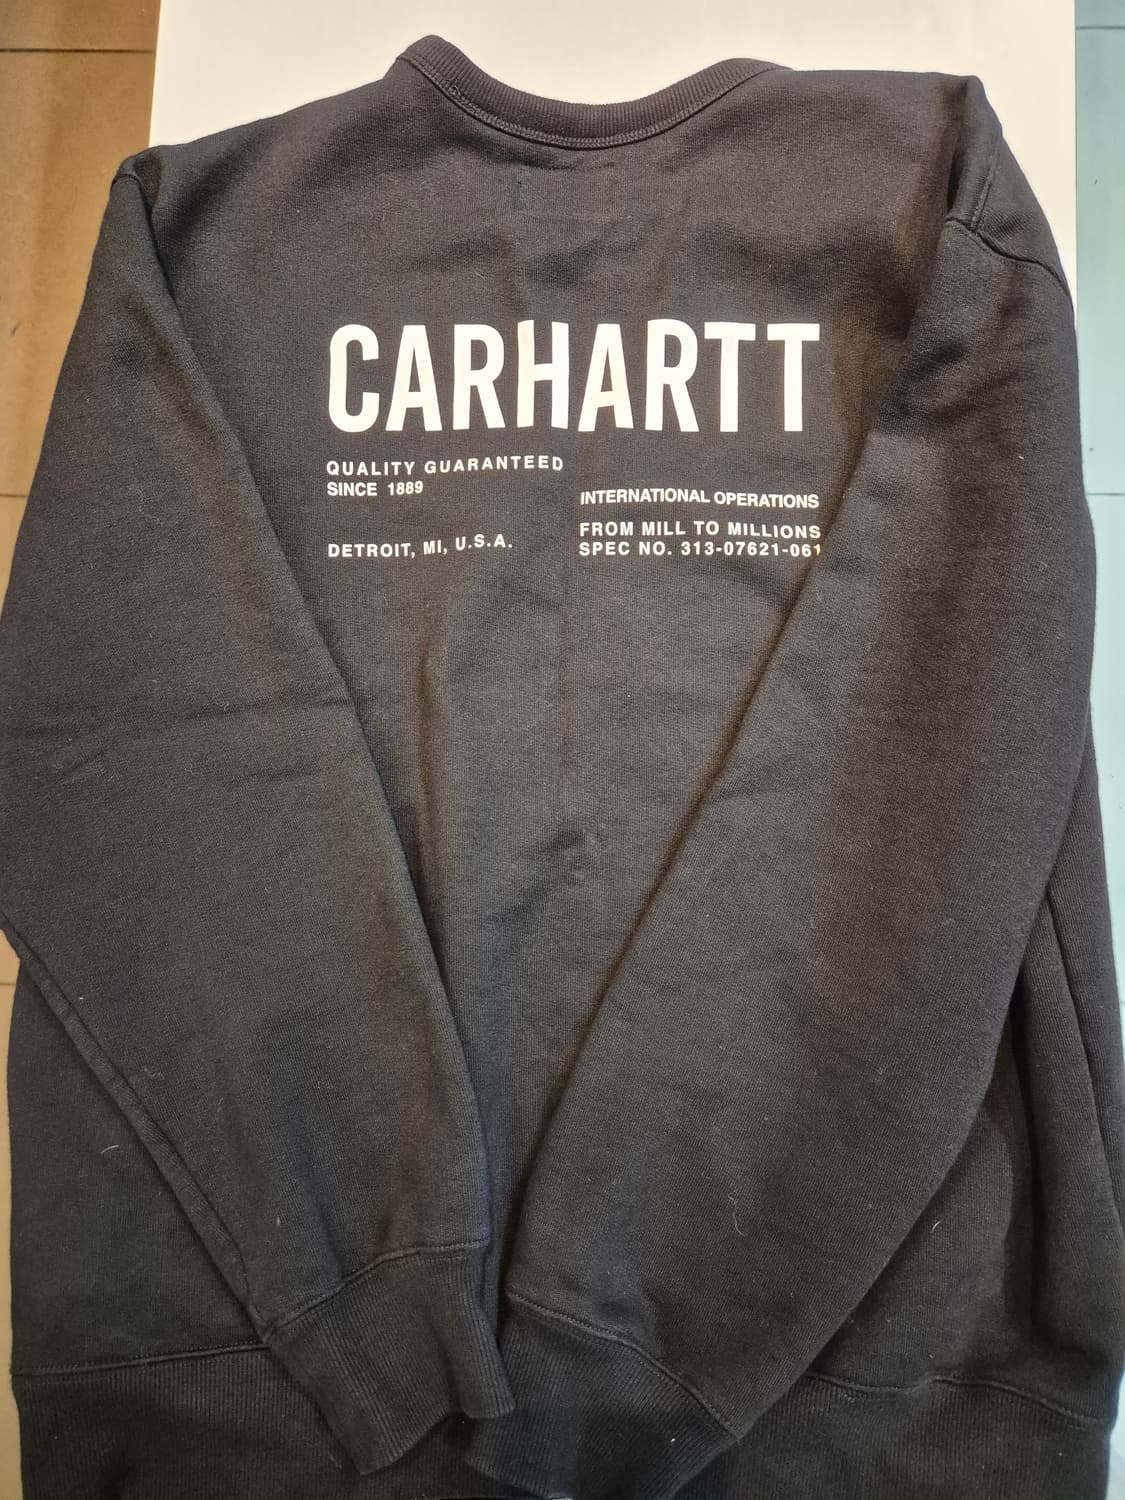 CARHARTT
QUALITY GUARANTEED
SINCE 1889
DETROIT, MI, U.S.A.
INTERNATIONAL OPERATIONS
FROM MILL TO MILLIONS
SPEC NO. 313-07621-061